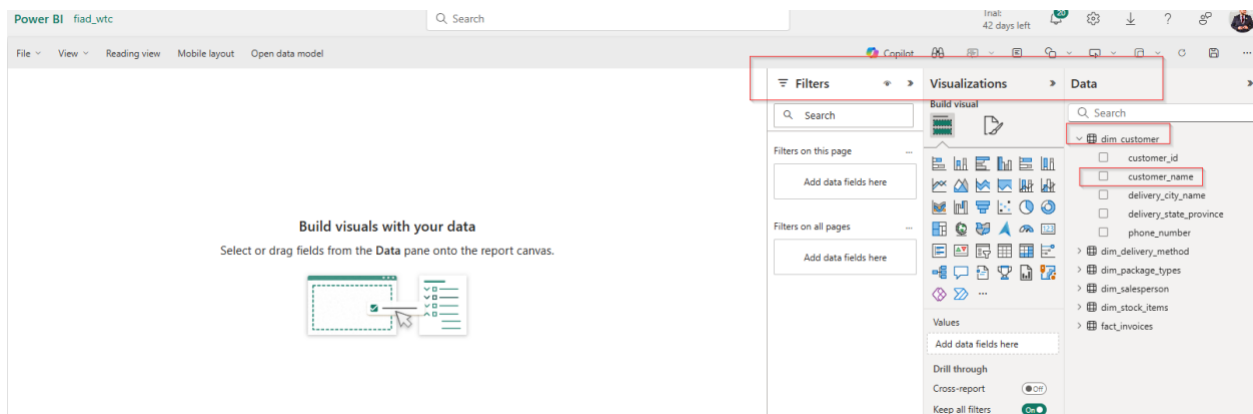 Power BI fiad_wtc
Search
Trial:
42 days left
20
?
File View Reading view Mobile layout Open data model
Copilot
...
Build visuals with your data
Select or drag fields from the Data pane onto the report canvas.
Filters
Search
Filters on this page
...
Add data fields here
Filters on all pages
...
Add data fields here
Visualizations
Build visual
...
Values
Add data fields here
Drill through
Cross-report
Off
Keep all filters
On
Data
Search
dim_customer
customer_id
customer_name
delivery_city_name
delivery_state_province
phone_number
dim_delivery_method
dim_package_types
dim_salesperson
dim_stock_items
fact_invoices